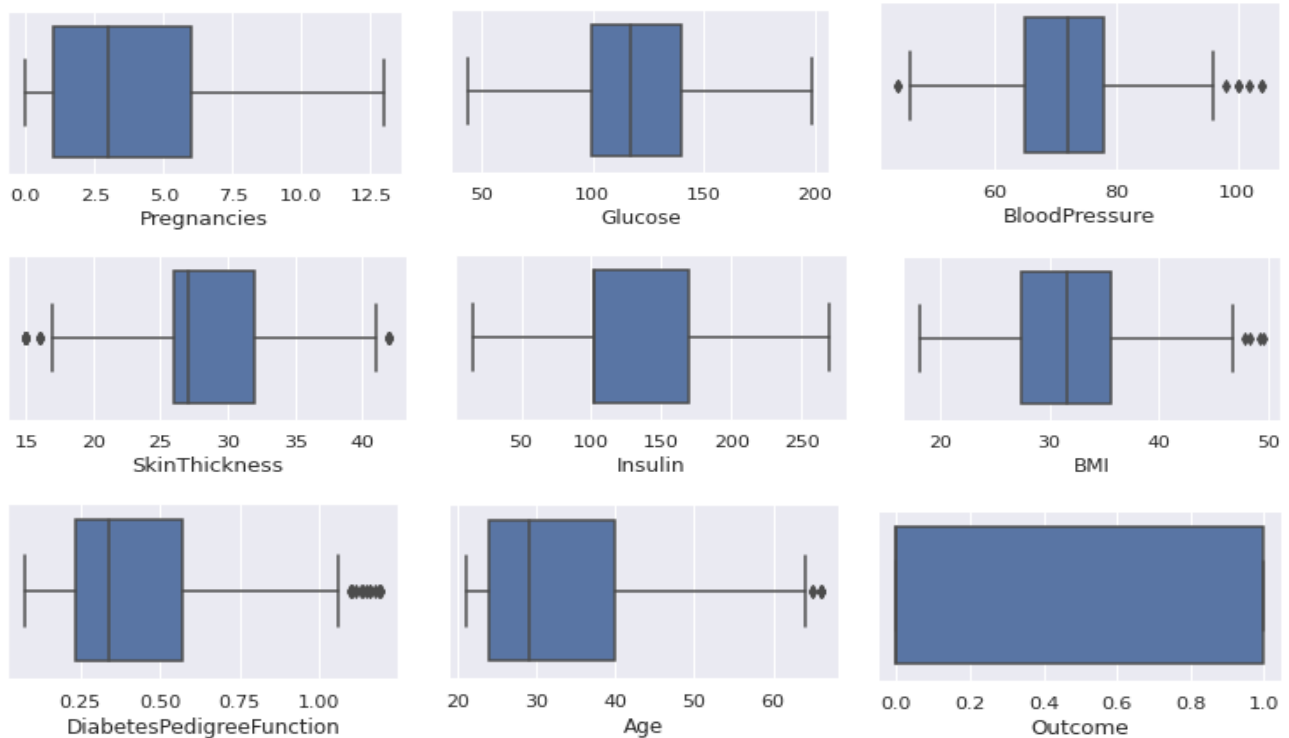 0.0 2.5 5.0 7.5 10.0 12.5
Pregnancies
50 100 150 200
Glucose
60 80 100
BloodPressure
15 20 25 30 35 40
SkinThickness
50 100 150 200 250
Insulin
20 30 40 50
BMI
0.25 0.50 0.75 1.00
DiabetesPedigreeFunction
20 30 40 50 60
Age
0.0 0.2 0.4 0.6 0.8 1.0
Outcome